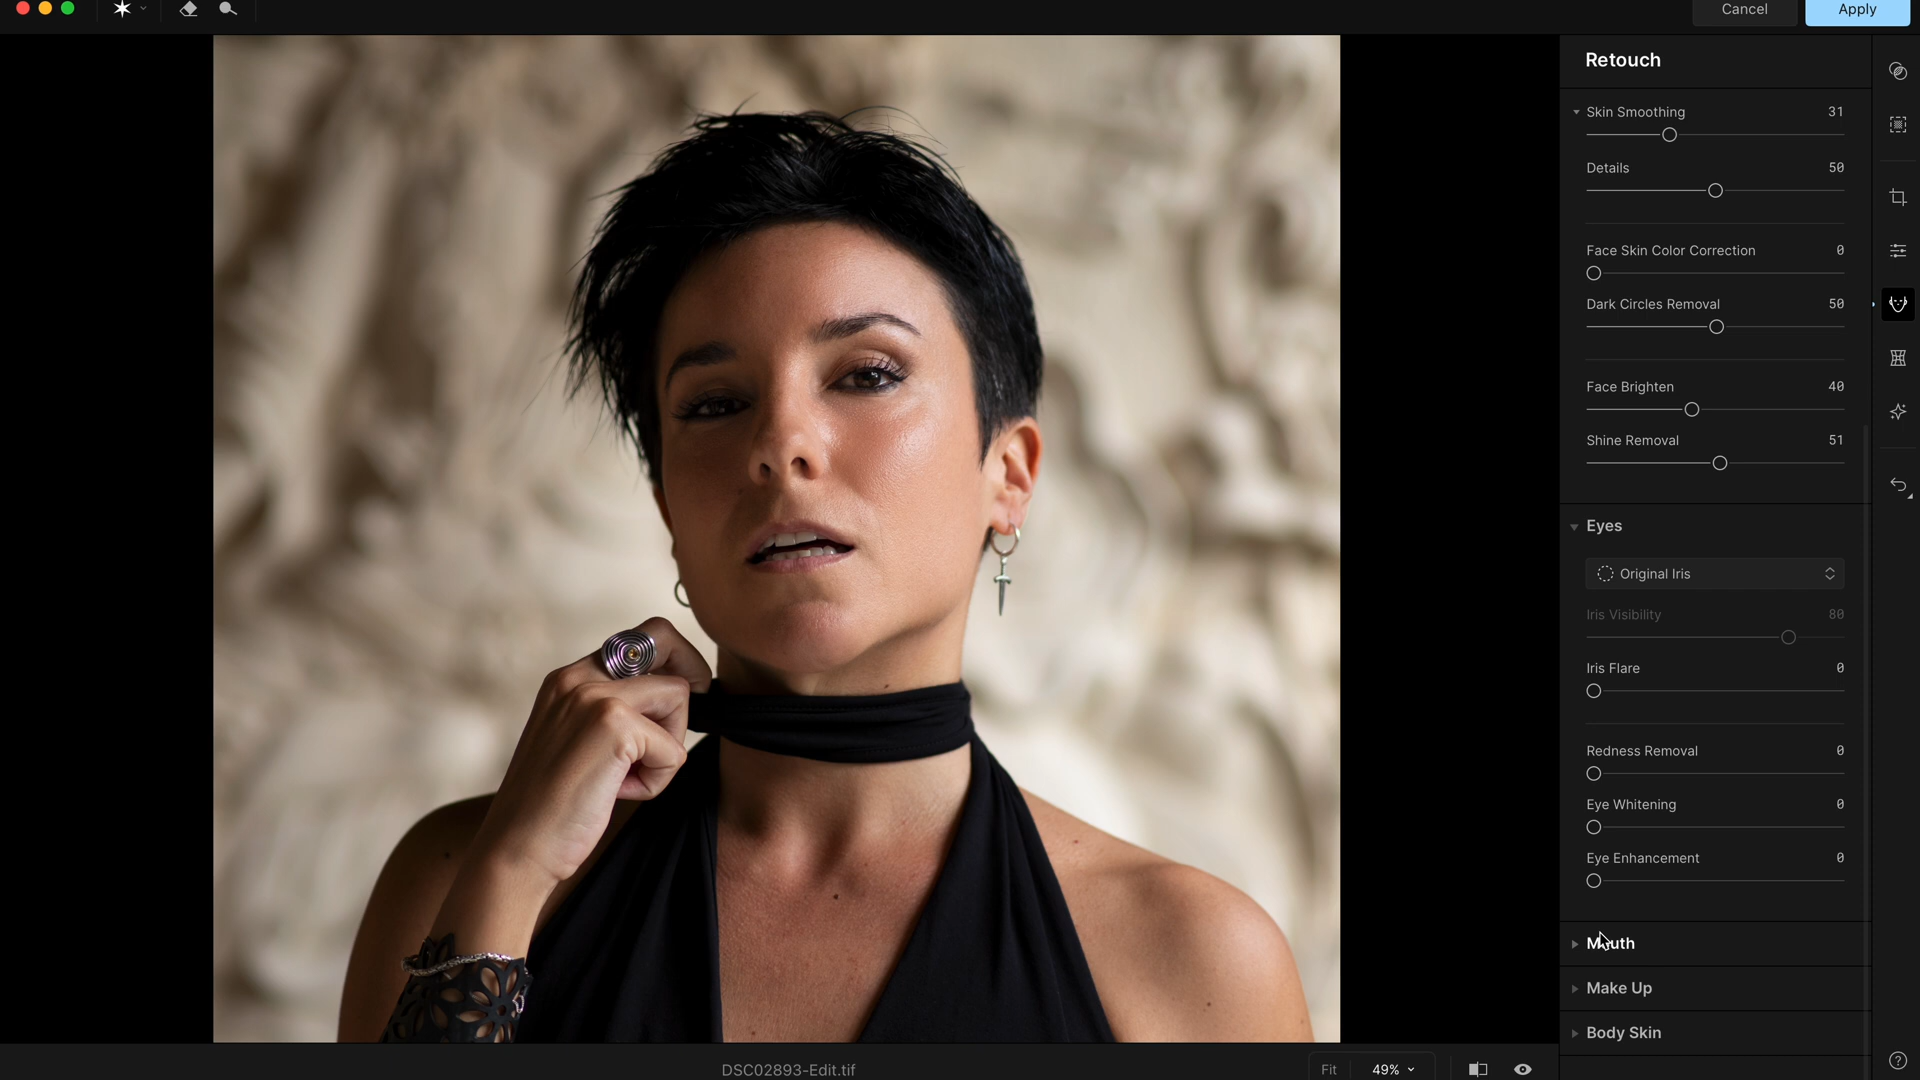 Cancel
Apply
Retouch
Skin Smoothing 31
Details 50
Face Skin Color Correction 0
Dark Circles Removal 50
Face Brighten 40
Shine Removal 51
Eyes
Original Iris
Iris Visibility 80
Iris Flare 0
Redness Removal 0
Eye Whitening 0
Eye Enhancement 0
Mouth
Make Up
Body Skin
DSC02893-Edit.tif
Fit 49%